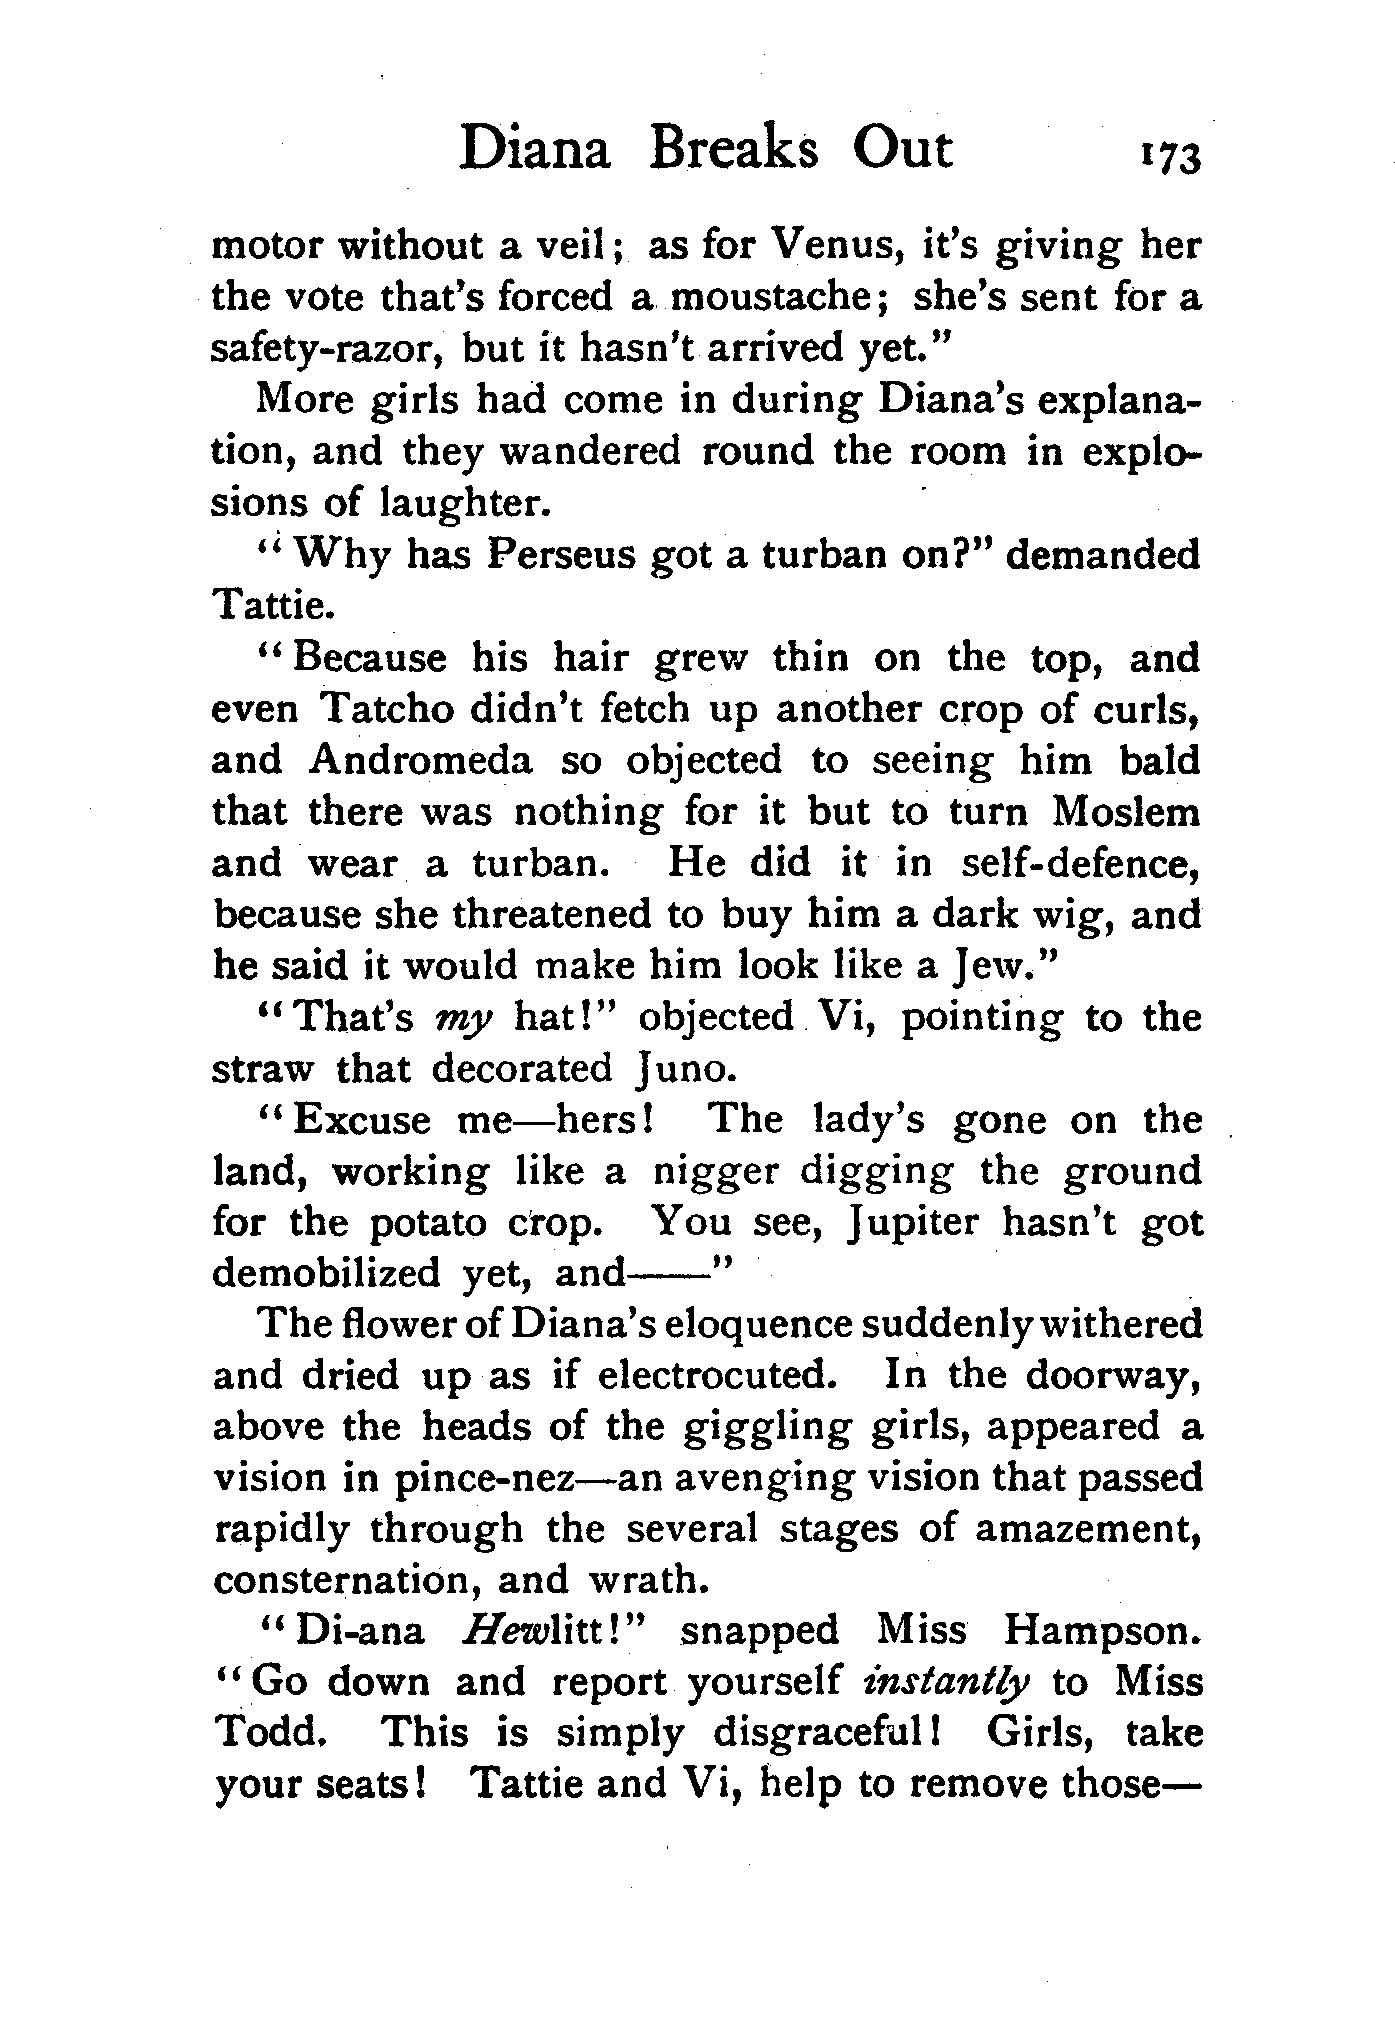 Diana Breaks Out 173
motor without a veil; as for Venus, it's giving her
the vote that's forced a moustache; she's sent for a
safety-razor, but it hasn't arrived yet."
More girls had come in during Diana's explana-
tion, and they wandered round the room in explo-
sions of laughter.
"Why has Perseus got a turban on?" demanded
Tattie.
"Because his hair grew thin on the top, and
even Tatcho didn't fetch up another crop of curls,
and Andromeda so objected to seeing him bald
that there was nothing for it but to turn Moslem
and wear a turban. He did it in self-defence,
because she threatened to buy him a dark wig, and
he said it would make him look like a Jew."
"That's my hat!" objected Vi, pointing to the
straw that decorated Juno.
"Excuse me—hers! The lady's gone on the
land, working like a nigger digging the ground
for the potato crop. You see, Jupiter hasn't got
demobilized yet, and——"
The flower of Diana's eloquence suddenly withered
and dried up as if electrocuted. In the doorway,
above the heads of the giggling girls, appeared a
vision in pince-nez—an avenging vision that passed
rapidly through the several stages of amazement,
consternation, and wrath.
"Di-ana Hewlitt!" snapped Miss Hampson.
"Go down and report yourself instantly to Miss
Todd. This is simply disgraceful! Girls, take
your seats! Tattie and Vi, help to remove those—